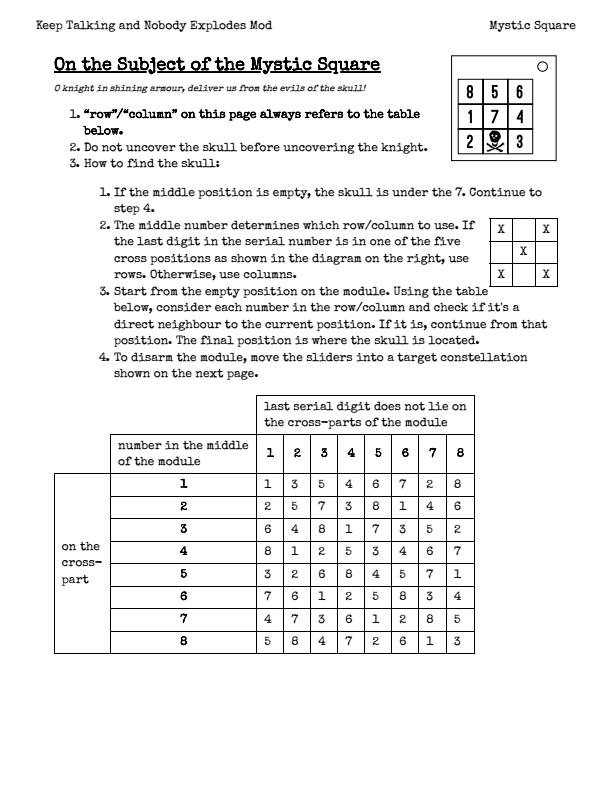 Keep Talking and Nobody Explodes Mod Mystic Square
On the Subject of the Mystic Square
O knight in shining armour, deliver us from the evils of the skull!
8 5 6
1 7 4
2 3
1. “row”/“column” on this page always refers to the table
below.
2. Do not uncover the skull before uncovering the knight.
3. How to find the skull:
1. If the middle position is empty, the skull is under the 7. Continue to
step 4.
2. The middle number determines which row/column to use. If
the last digit in the serial number is in one of the five
cross positions as shown in the diagram on the right, use
rows. Otherwise, use columns.
X X
X
X X
3. Start from the empty position on the module. Using the table
below, consider each number in the row/column and check if it's a
direct neighbour to the current position. If it is, continue from that
position. The final position is where the skull is located.
4. To disarm the module, move the sliders into a target constellation
shown on the next page.
last serial digit does not lie on
the cross-parts of the module
number in the middle
of the module
1 2 3 4 5 6 7 8
on the
cross-
part
1 1 3 5 4 6 7 2 8
2 2 5 7 3 8 1 4 6
3 6 4 8 1 7 3 5 2
4 8 1 2 5 3 4 6 7
5 3 2 6 8 4 5 7 1
6 7 6 1 2 5 8 3 4
7 4 7 3 6 1 2 8 5
8 5 8 4 7 2 6 1 3